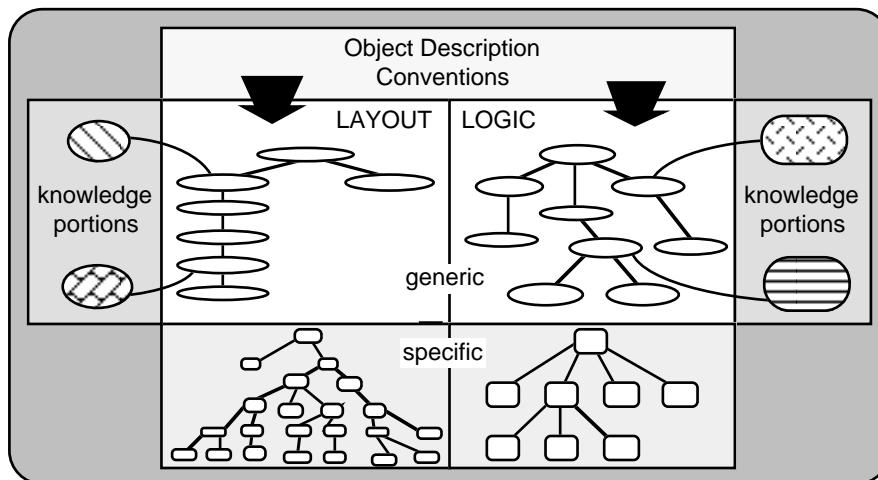 Object Description
Conventions
LAYOUT
LOGIC
knowledge
portions
knowledge
portions
generic
specific